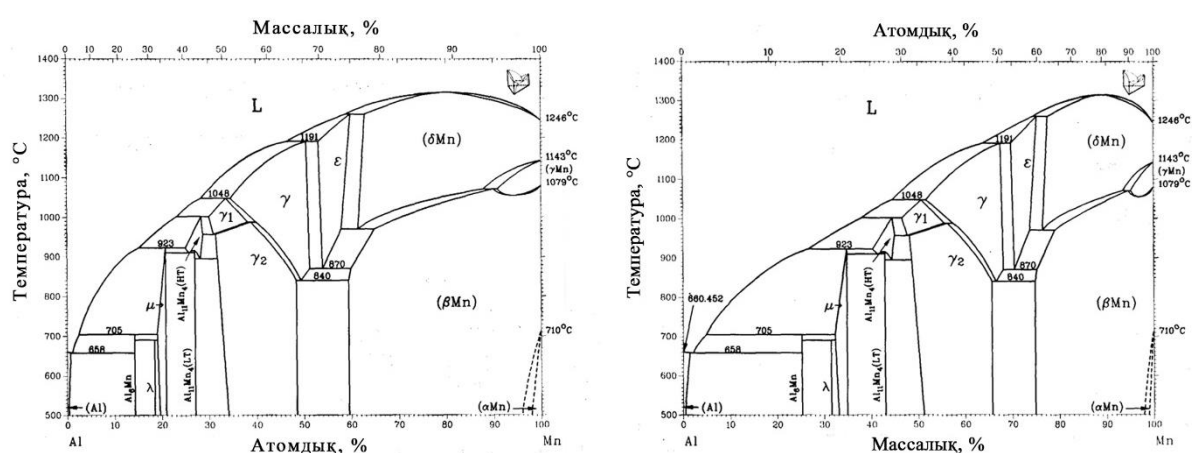 Массалық, %
0 5 10 20 30 40 50 60 70 80 90 100
1400
1300
1200
1100
1000
900
800
700
600
500
Температура, °C
L
1191
ε
(δMn)
1246°C
1143°C
(γMn)
1079°C
1048
γ
γ1
923
γ2
870
840
μ
Al11Mn4(HT)
(βMn)
705
710°C
658
Al6Mn
λ
Al11Mn4(LT)
(Al)
(αMn)
0 10 20 30 40 50 60 70 80 90 100
Al
Атомдық, %
Mn
Атомдық, %
0 10 20 30 40 50 60 70 80 90 100
1400
1300
1200
1100
1000
900
800
700
600
500
Температура, °C
L
1191
ε
(δMn)
1246°C
1143°C
(γMn)
1079°C
1048
γ
γ1
923
γ2
870
840
μ
Al11Mn4(HT)
(βMn)
660.452
705
710°C
658
Al6Mn
λ
Al11Mn4(LT)
(Al)
(αMn)
0 10 20 30 40 50 60 70 80 90 100
Al
Массалық, %
Mn